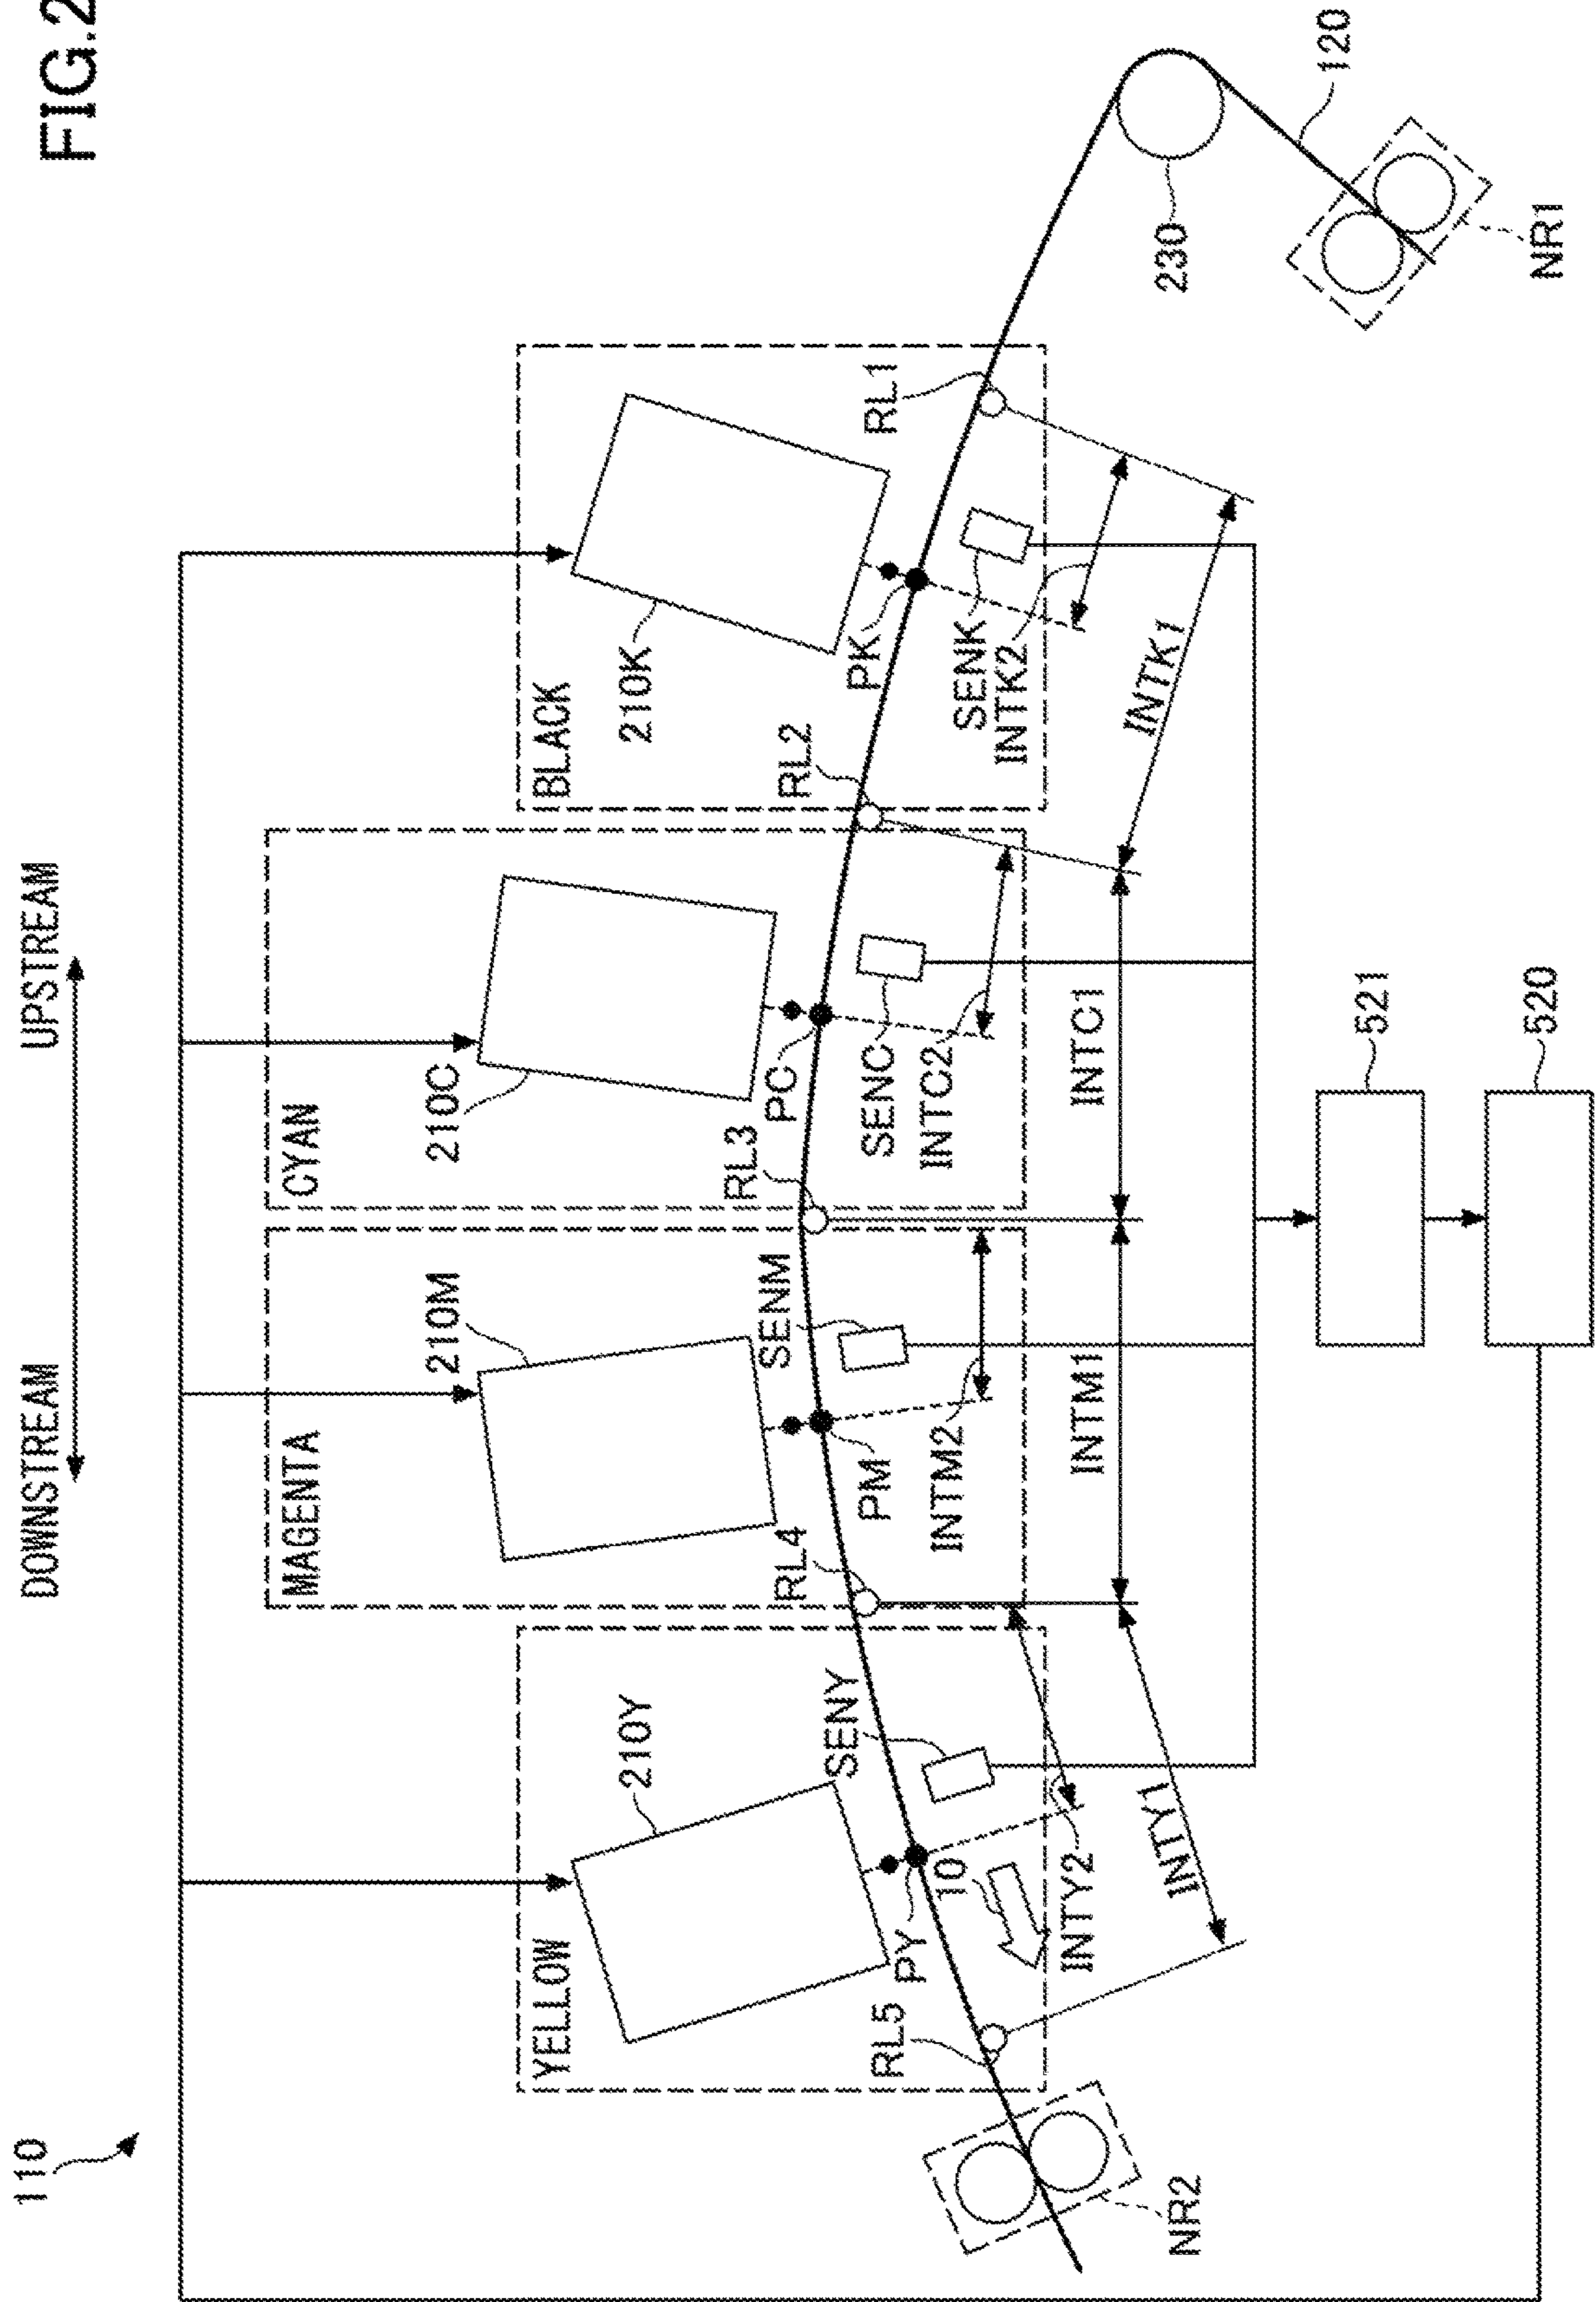 FIG.2
110
DOWNSTREAM
UPSTREAM
YELLOW
MAGENTA
CYAN
BLACK
210Y
210M
210C
210K
RL5
PY
10
SENY
RL4
PM
SENM
RL3
PC
SENC
RL2
PK
SENK
RL1
230
120
NR2
INTY2
INTM2
INTC2
INTK2
NR1
INTY1
INTM1
INTC1
INTK1
521
520